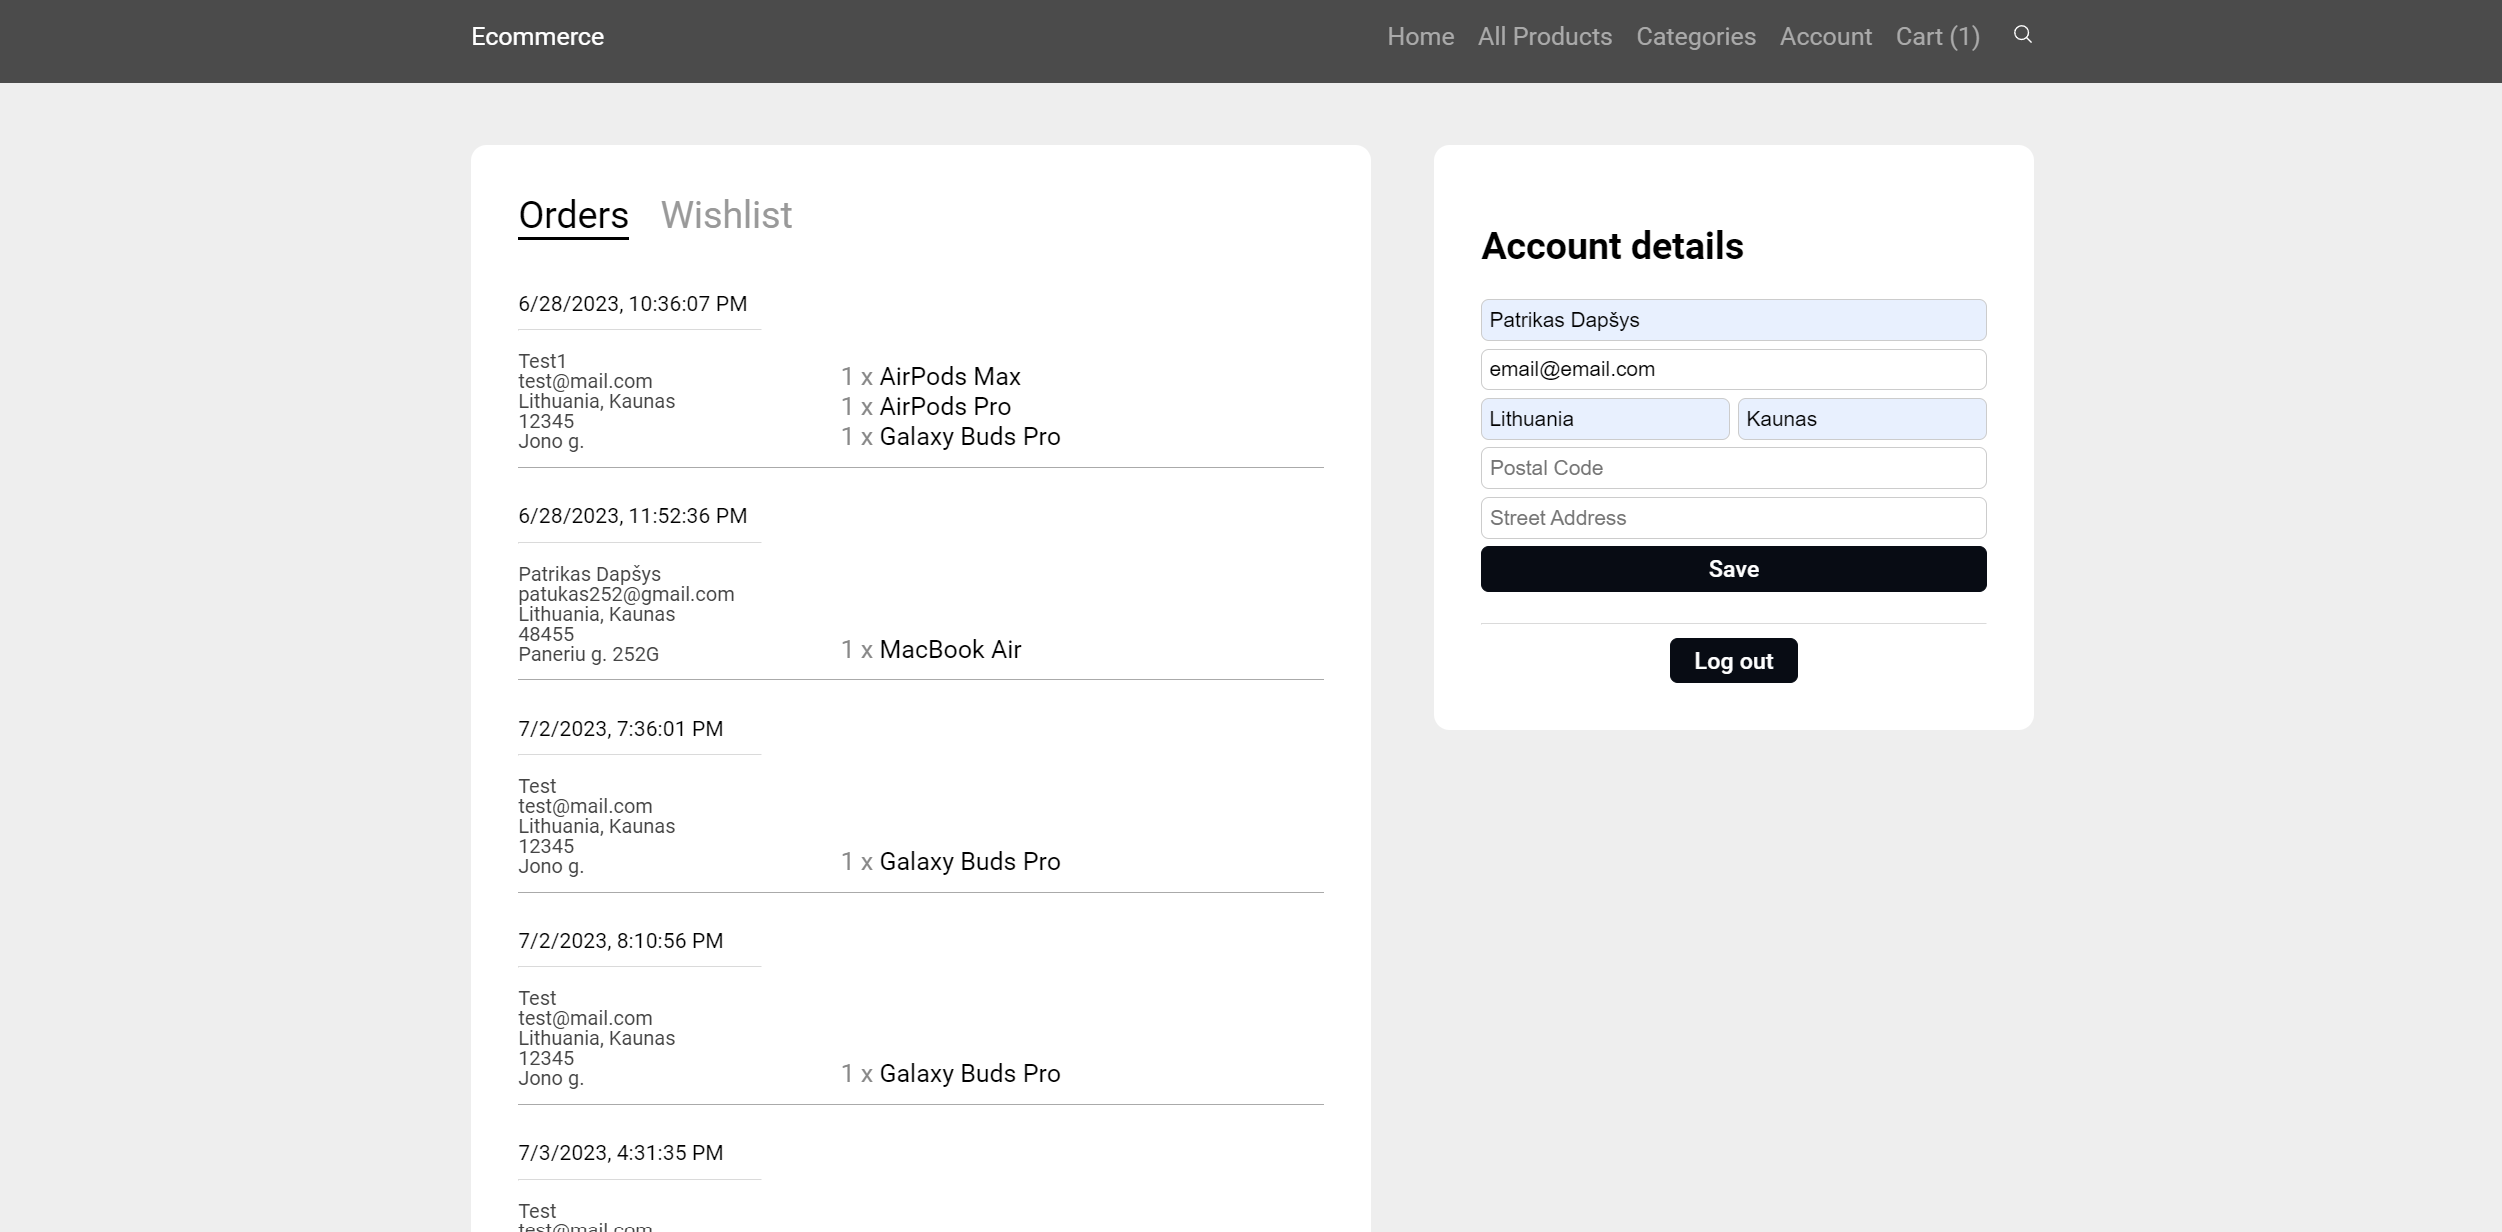 Ecommerce
Home All Products Categories Account Cart (1)
Orders Wishlist
6/28/2023, 10:36:07 PM
Test1
test@mail.com
Lithuania, Kaunas
12345
Jono g.
1 x AirPods Max
1 x AirPods Pro
1 x Galaxy Buds Pro
6/28/2023, 11:52:36 PM
Patrikas Dapšys
patukas252@gmail.com
Lithuania, Kaunas
48455
Paneriu g. 252G
1 x MacBook Air
7/2/2023, 7:36:01 PM
Test
test@mail.com
Lithuania, Kaunas
12345
Jono g.
1 x Galaxy Buds Pro
7/2/2023, 8:10:56 PM
Test
test@mail.com
Lithuania, Kaunas
12345
Jono g.
1 x Galaxy Buds Pro
7/3/2023, 4:31:35 PM
Test
test@mail.com
Account details
Patrikas Dapšys
email@email.com
Lithuania Kaunas
Postal Code
Street Address
Save
Log out